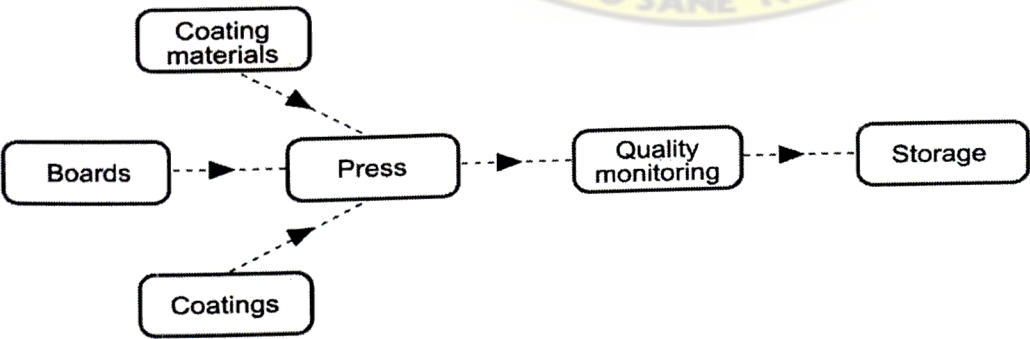 Coating
materials
Boards
Press
Quality
monitoring
Storage
Coatings